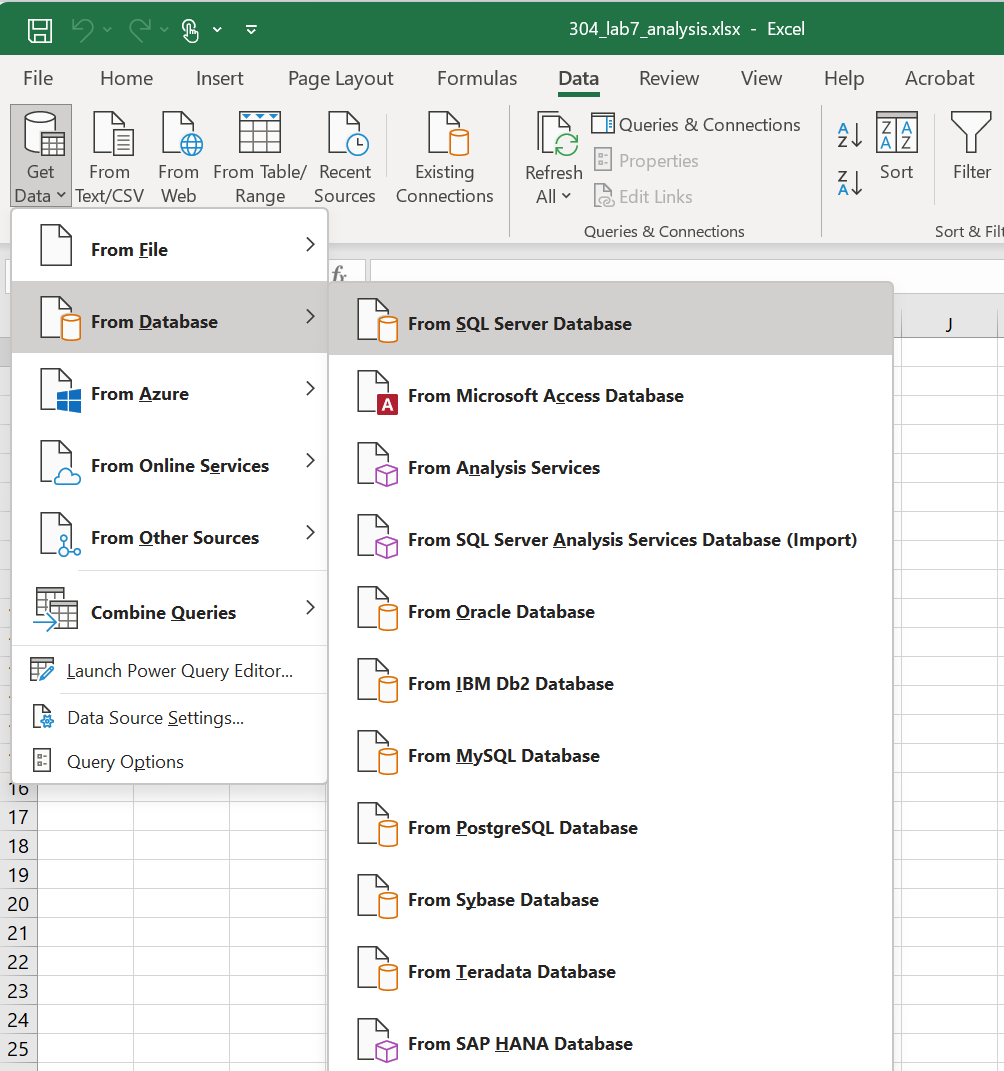 304_lab7_analysis.xlsx - Excel
File Home Insert Page Layout Formulas Data Review View Help Acrobat
Get Data
From Text/CSV
From Web
From Table/ Range
Recent Sources
Existing Connections
Refresh All
Queries & Connections
Properties
Edit Links
Queries & Connections
Sort
Filter
Sort & Filt
fx
J
From File
From Database
From Azure
From Online Services
From Other Sources
Combine Queries
Launch Power Query Editor...
Data Source Settings...
Query Options
From SQL Server Database
From Microsoft Access Database
From Analysis Services
From SQL Server Analysis Services Database (Import)
From Oracle Database
From IBM Db2 Database
From MySQL Database
From PostgreSQL Database
From Sybase Database
From Teradata Database
From SAP HANA Database
16
17
18
19
20
21
22
23
24
25